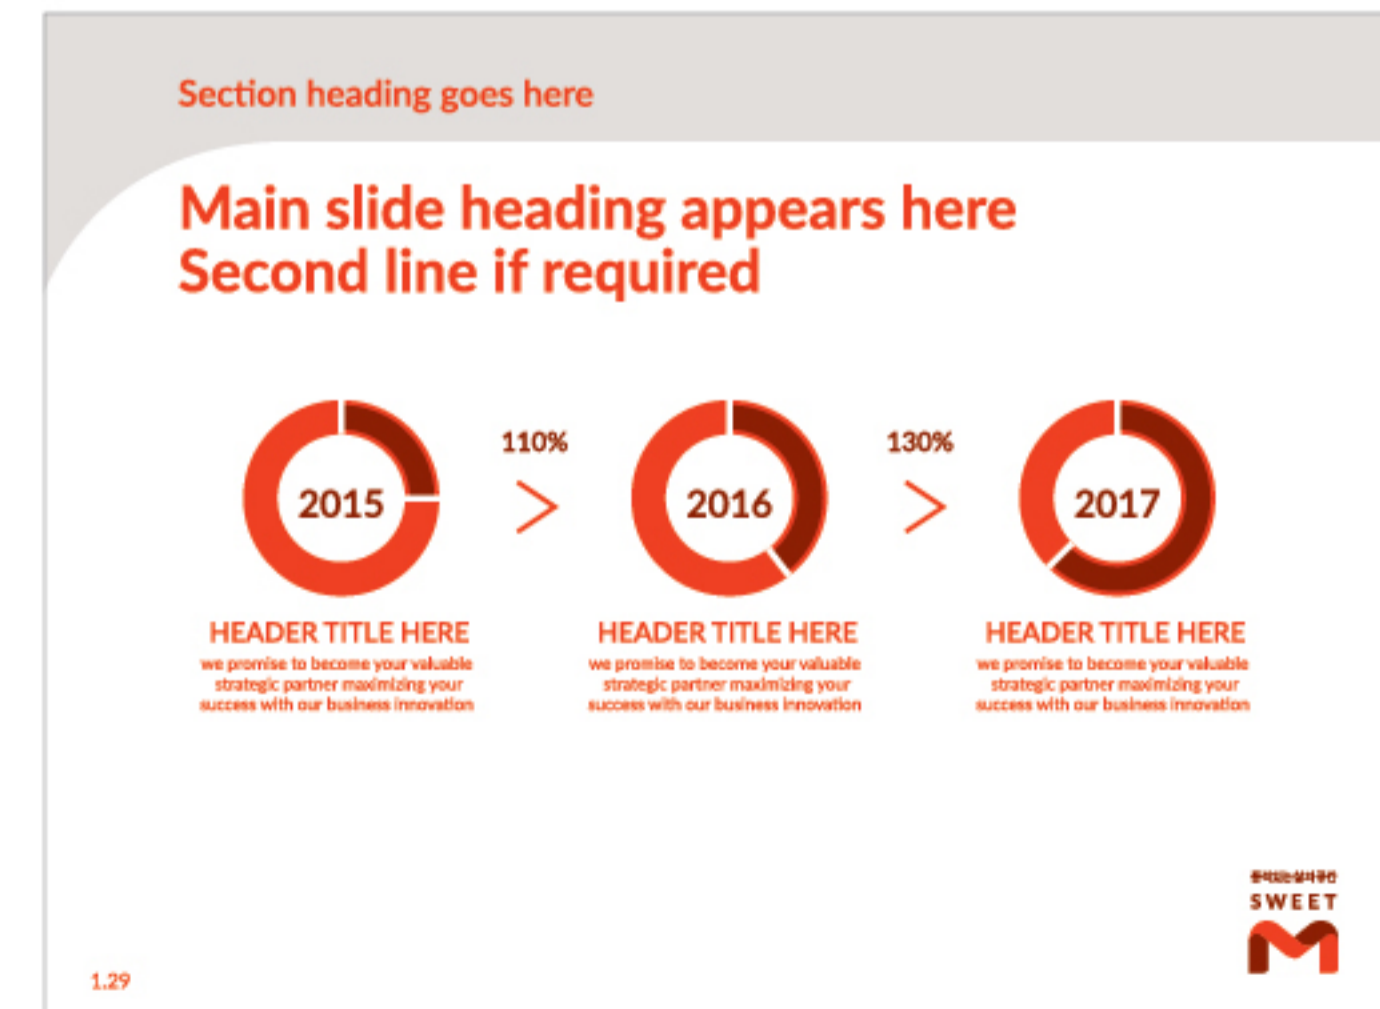 Section heading goes here
Main slide heading appears here
Second line if required
110%
130%
2015
>
2016
>
2017
HEADER TITLE HERE
we promise to become your valuable
strategic partner maximizing your
success with our business innovation
HEADER TITLE HERE
we promise to become your valuable
strategic partner maximizing your
success with our business innovation
HEADER TITLE HERE
we promise to become your valuable
strategic partner maximizing your
success with our business innovation
SWEET
1.29